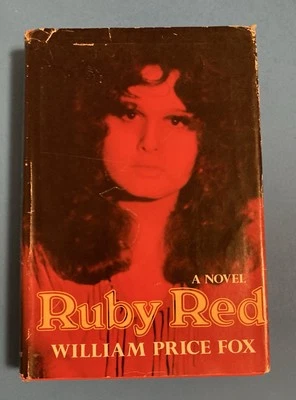 A NOVEL
Ruby Red
WILLIAM PRICE FOX